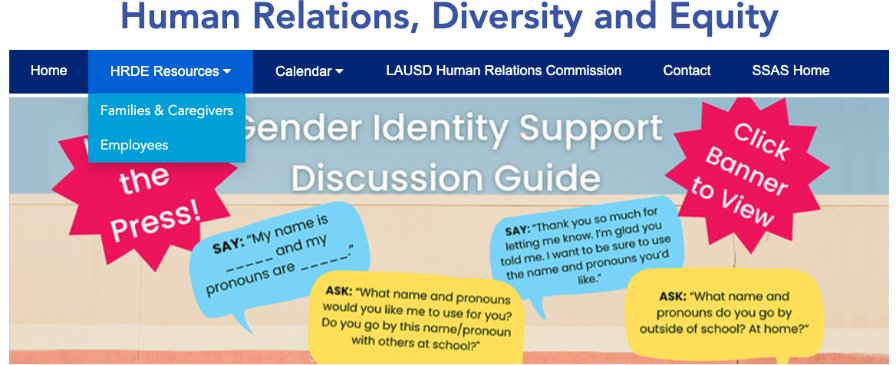 Human Relations, Diversity and Equity
Home HRDE Resources Calendar LAUSD Human Relations Commission Contact SSAS Home
Families & Caregivers
Employees
Gender Identity Support
Discussion Guide
the
Press!
Click
Banner
to View
SAY: "My name is
_____ and my
pronouns are _____."
SAY: "Thank you so much for
letting me know. I'm glad you
told me. I want to be sure to use
the name and pronouns you'd
like."
ASK: "What name and pronouns
would you like me to use for you?
Do you go by this name/pronoun
with others at school?"
ASK: "What name and
pronouns do you go by
outside of school? At home?"